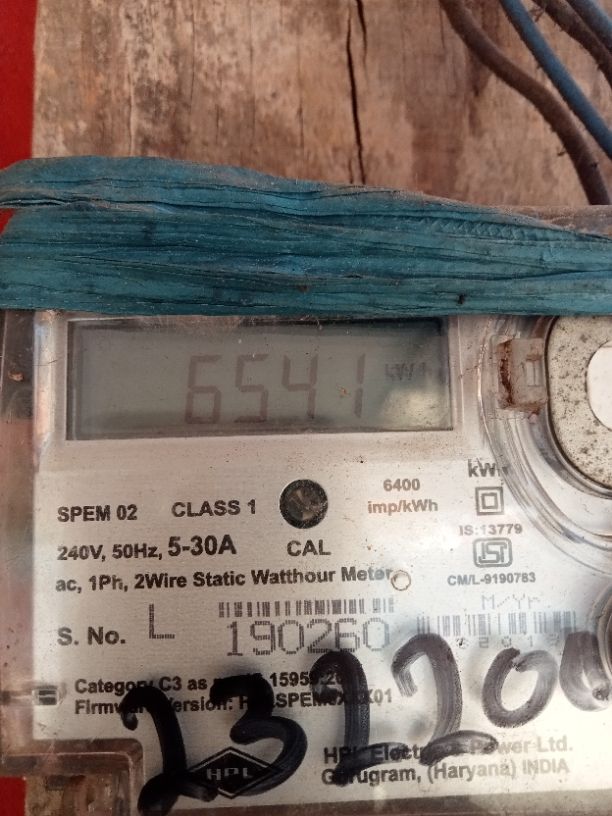 6541 kWh
6400
imp/kWh
kWh
SPEM 02 CLASS 1
IS:13779
240V, 50Hz, 5-30A CAL
CM/L-9190783
ac, 1Ph, 2Wire Static Watthour Meter
M/Yr
S. No. L 190260
Category C3 as
Firmware Version:
HPL
HPL Electric & Power Ltd.
Gurugram, (Haryana) INDIA